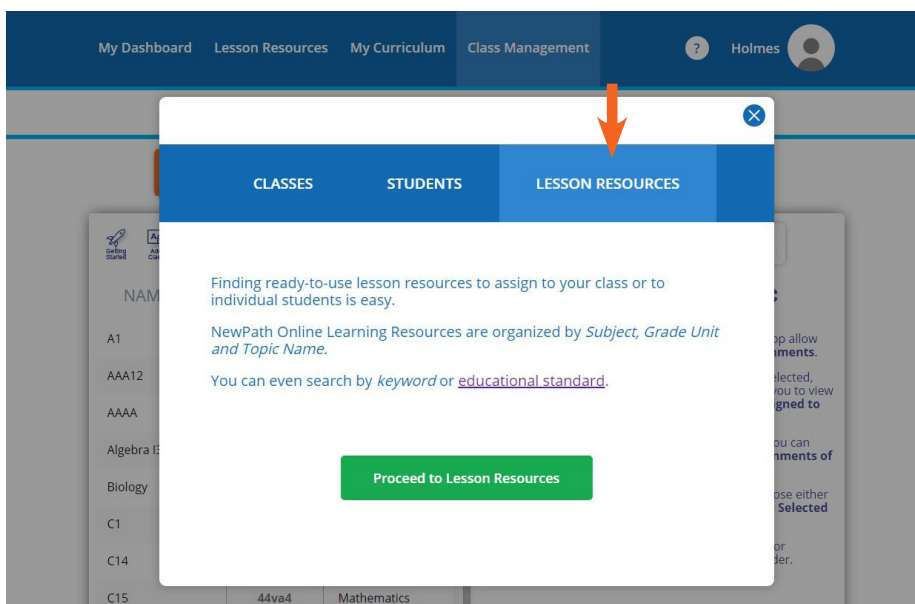 My Dashboard Lesson Resources My Curriculum Class Management ? Holmes
CLASSES STUDENTS LESSON RESOURCES
Getting
Started
Finding ready-to-use lesson resources to assign to your class or to
individual students is easy.
NewPath Online Learning Resources are organized by Subject, Grade Unit
and Topic Name.
You can even search by keyword or educational standard.
Proceed to Lesson Resources
NAM
A1
AAA12
AAAA
Algebra I
Biology
C1
C14
C15 44va4 Mathematics
op allow
nments.
elected,
you to view
igned to
ou can
nments of
ose either
Selected
or
der.